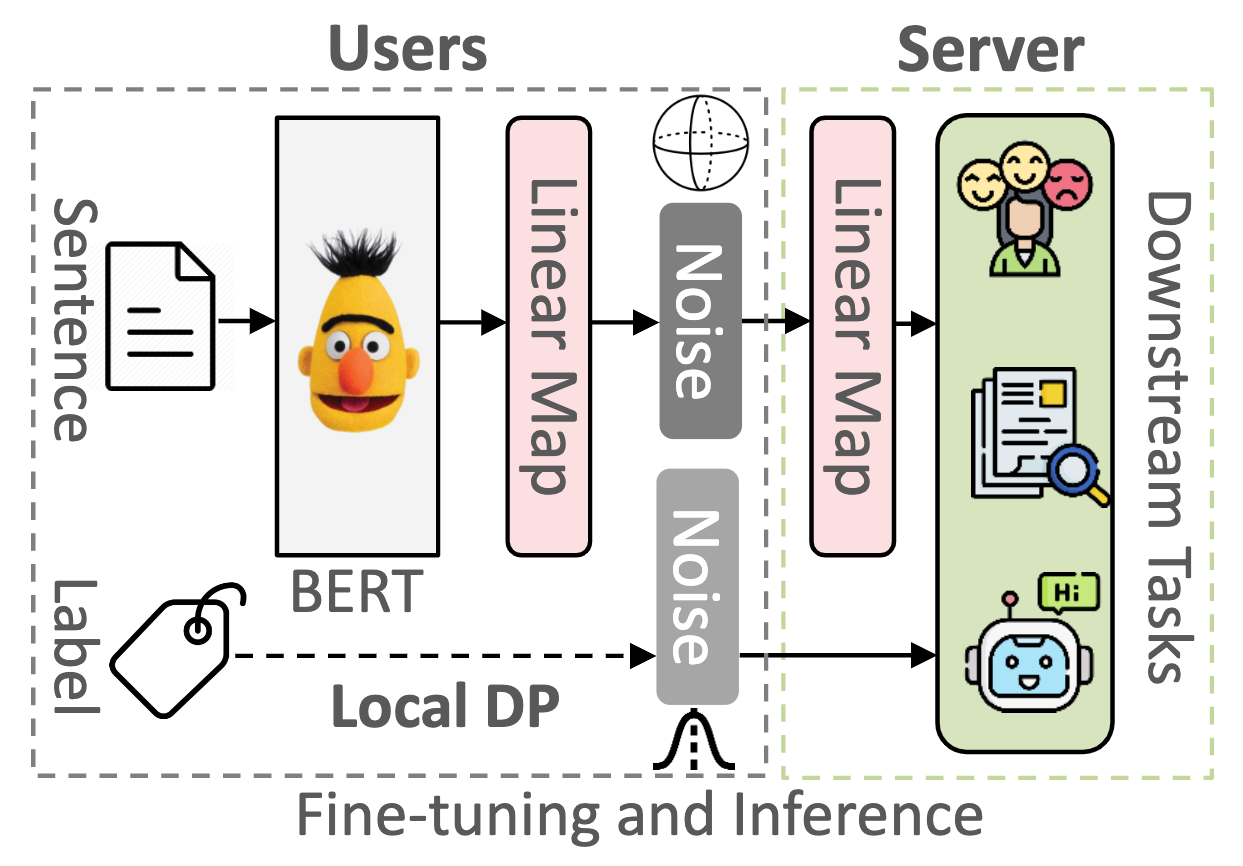 Users
Server
Sentence
Linear Map
Noise
Linear Map
Downstream Tasks
BERT
Label
Local DP
Noise
Hi
Fine-tuning and Inference